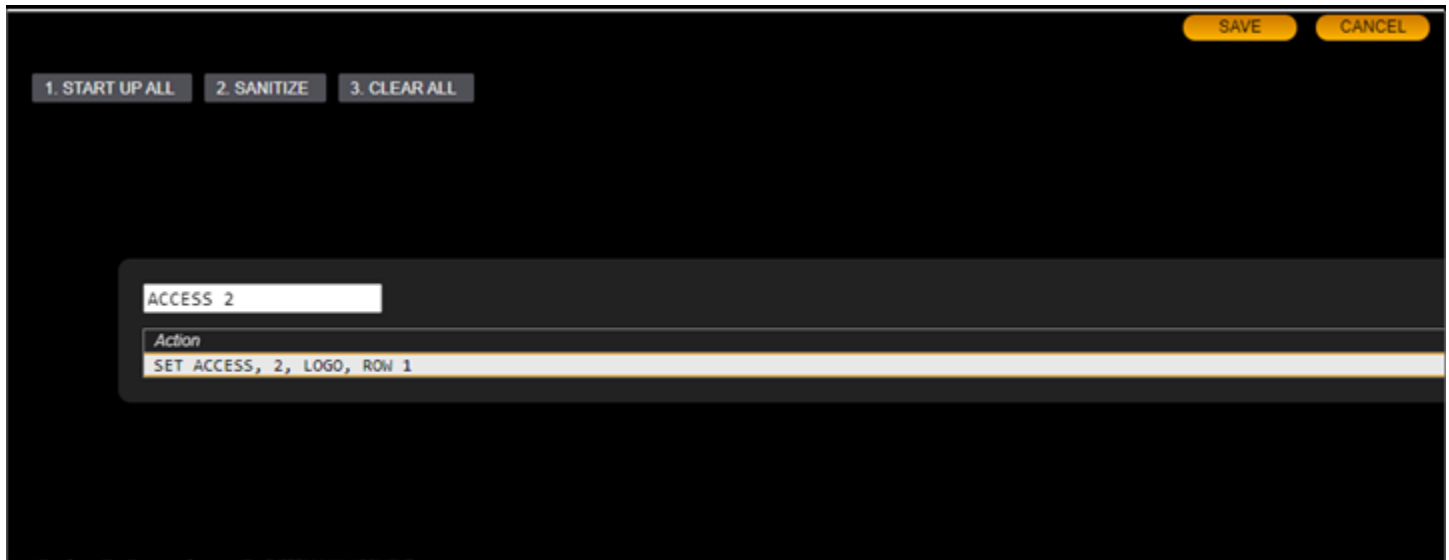 SAVE CANCEL
1. START UP ALL 2. SANITIZE 3. CLEAR ALL
ACCESS 2
Action
SET ACCESS, 2, LOGO, ROW 1